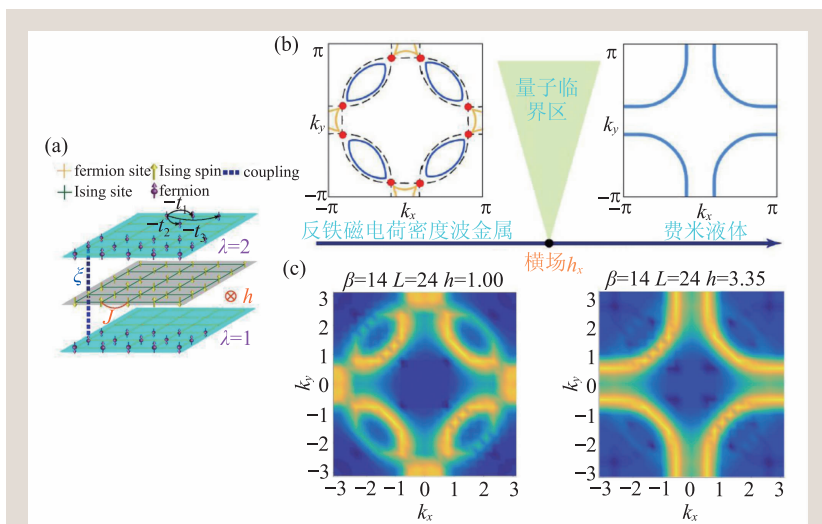 (a)
fermion site
Ising spin
coupling
Ising site
fermion
−t₁
−t₂
−t₃
λ=2
ξ
J
⊗ h
λ=1
(b)
π
k_y
−π
−π
k_x
π
量子临
界区
π
k_y
−π
−π
k_x
π
反铁磁电荷密度波金属
费米液体
横场h_x
(c)
β=14 L=24 h=1.00
3
2
1
0
−1
−2
−3
k_y
−3 −2 −1 0 1 2 3
k_x
β=14 L=24 h=3.35
3
2
1
0
−1
−2
−3
k_y
−3 −2 −1 0 1 2 3
k_x